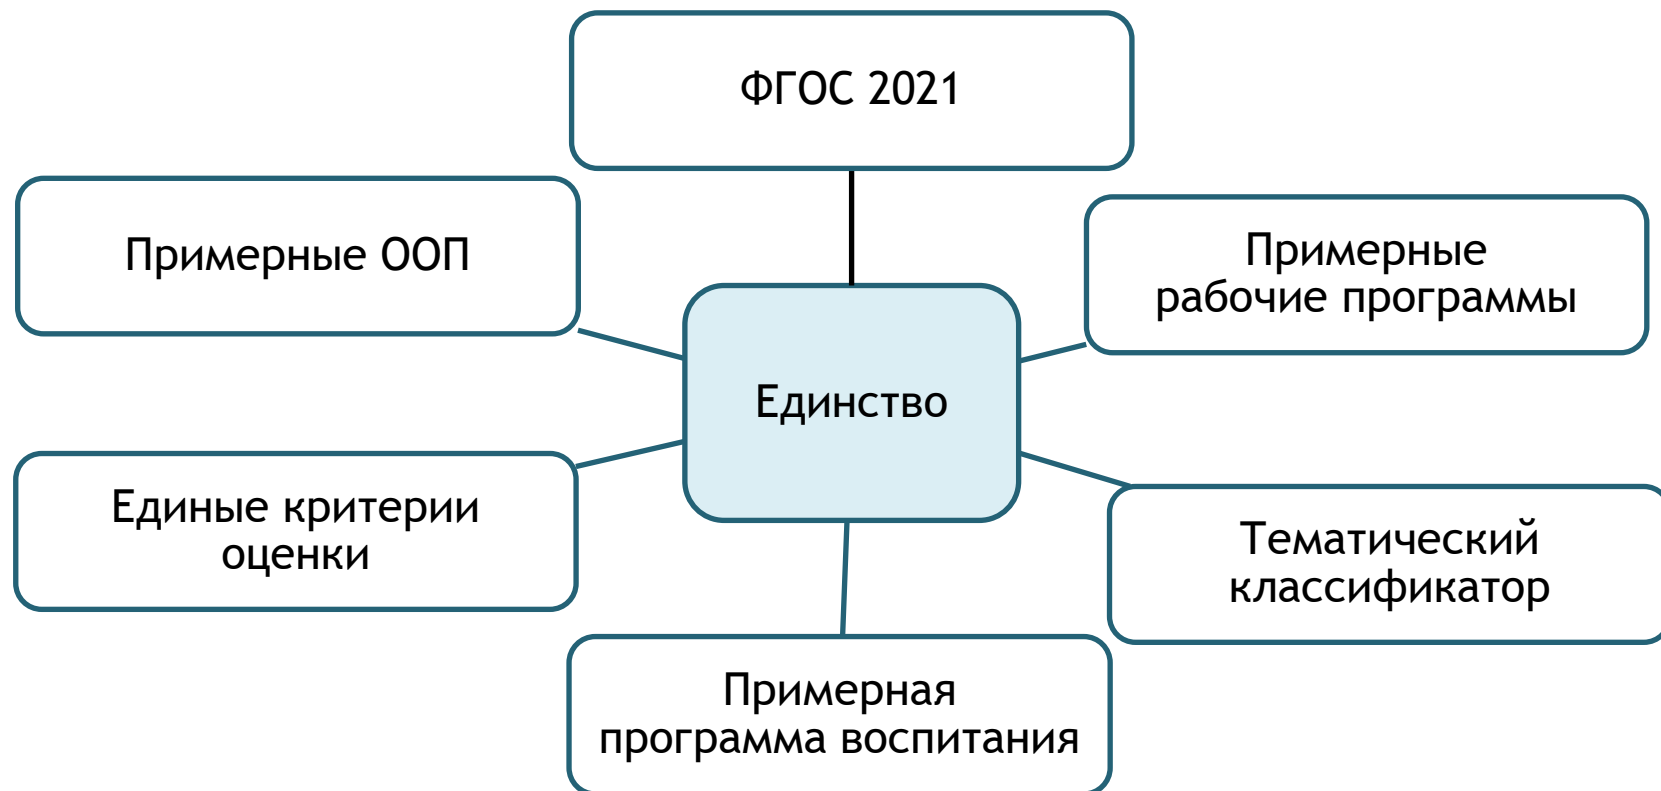 ФГОС 2021
Примерные ООП
Примерные
рабочие программы
Единство
Единые критерии
оценки
Тематический
классификатор
Примерная
программа воспитания